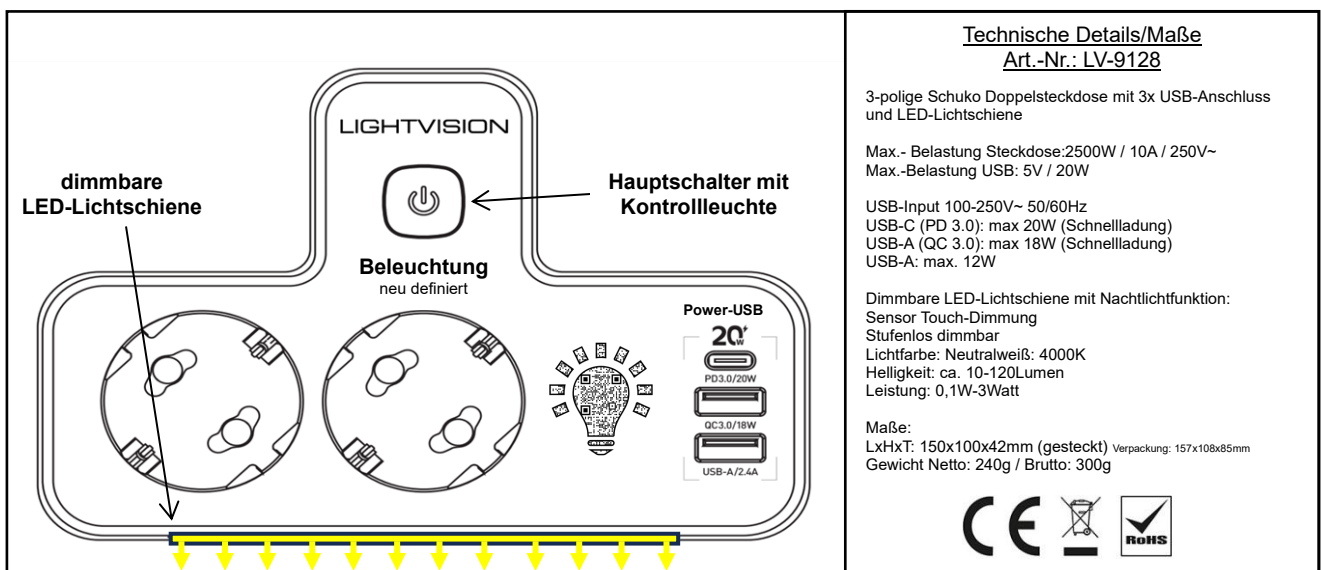 LIGHTVISION
dimmbare
LED-Lichtschiene
Hauptschalter mit
Kontrollleuchte
Beleuchtung
neu definiert
Power-USB
20W
PD3.0/20W
QC3.0/18W
USB-A/2.4A
Technische Details/Maße
Art.-Nr.: LV-9128
3-polige Schuko Doppelsteckdose mit 3x USB-Anschluss
und LED-Lichtschiene
Max.- Belastung Steckdose:2500W / 10A / 250V~
Max.-Belastung USB: 5V / 20W
USB-Input 100-250V~ 50/60Hz
USB-C (PD 3.0): max 20W (Schnellladung)
USB-A (QC 3.0): max 18W (Schnellladung)
USB-A: max. 12W
Dimmbare LED-Lichtschiene mit Nachtlichtfunktion:
Sensor Touch-Dimmung
Stufenlos dimmbar
Lichtfarbe: Neutralweiß: 4000K
Helligkeit: ca. 10-120Lumen
Leistung: 0,1W-3Watt
Maße:
LxHxT: 150x100x42mm (gesteckt) Verpackung: 157x108x85mm
Gewicht Netto: 240g / Brutto: 300g
CE
RoHS